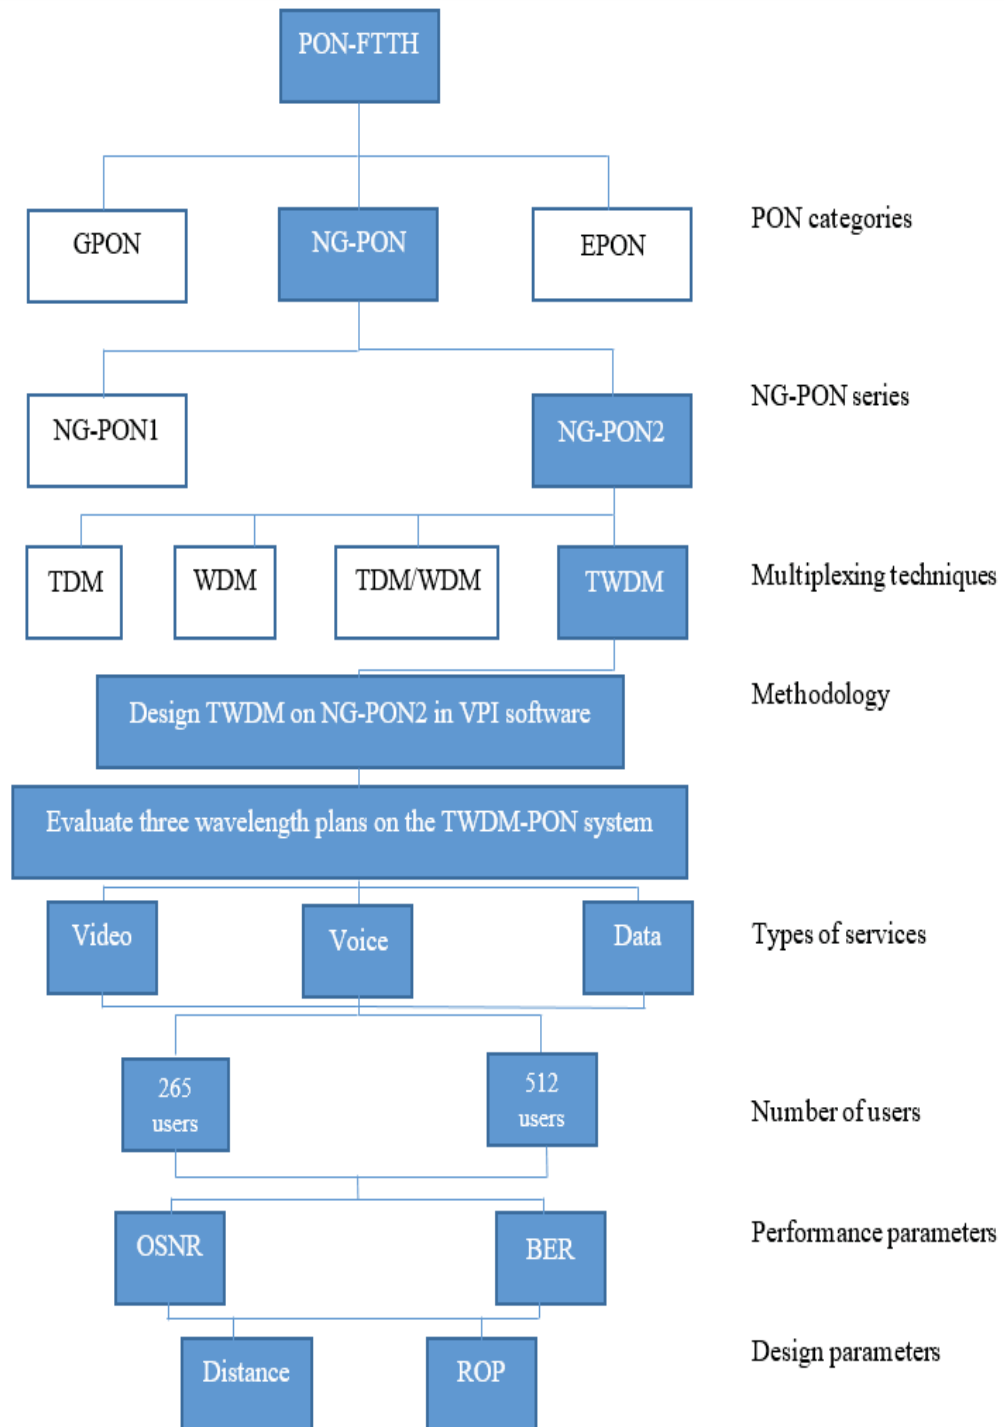 PON-FTTH
PON categories
GPON
NG-PON
EPON
NG-PON series
NG-PON1
NG-PON2
Multiplexing techniques
TDM
WDM
TDM/WDM
TWDM
Methodology
Design TWDM on NG-PON2 in VPI software
Evaluate three wavelength plans on the TWDM-PON system
Video
Voice
Data
Types of services
265
users
512
users
Number of users
OSNR
BER
Performance parameters
Distance
ROP
Design parameters